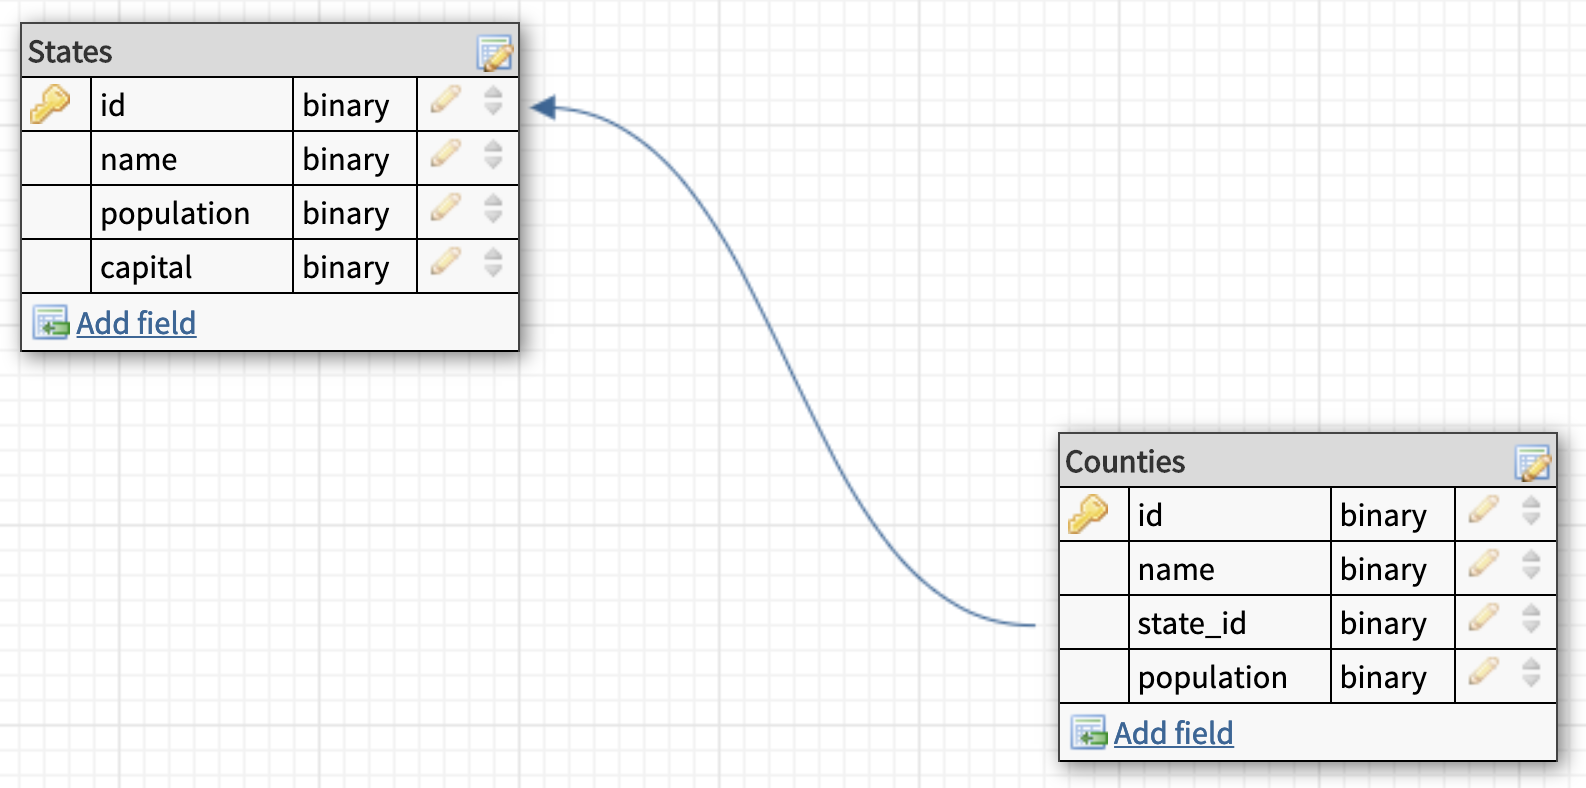 States
id binary
name binary
population binary
capital binary
Add field
Counties
id binary
name binary
state_id binary
population binary
Add field